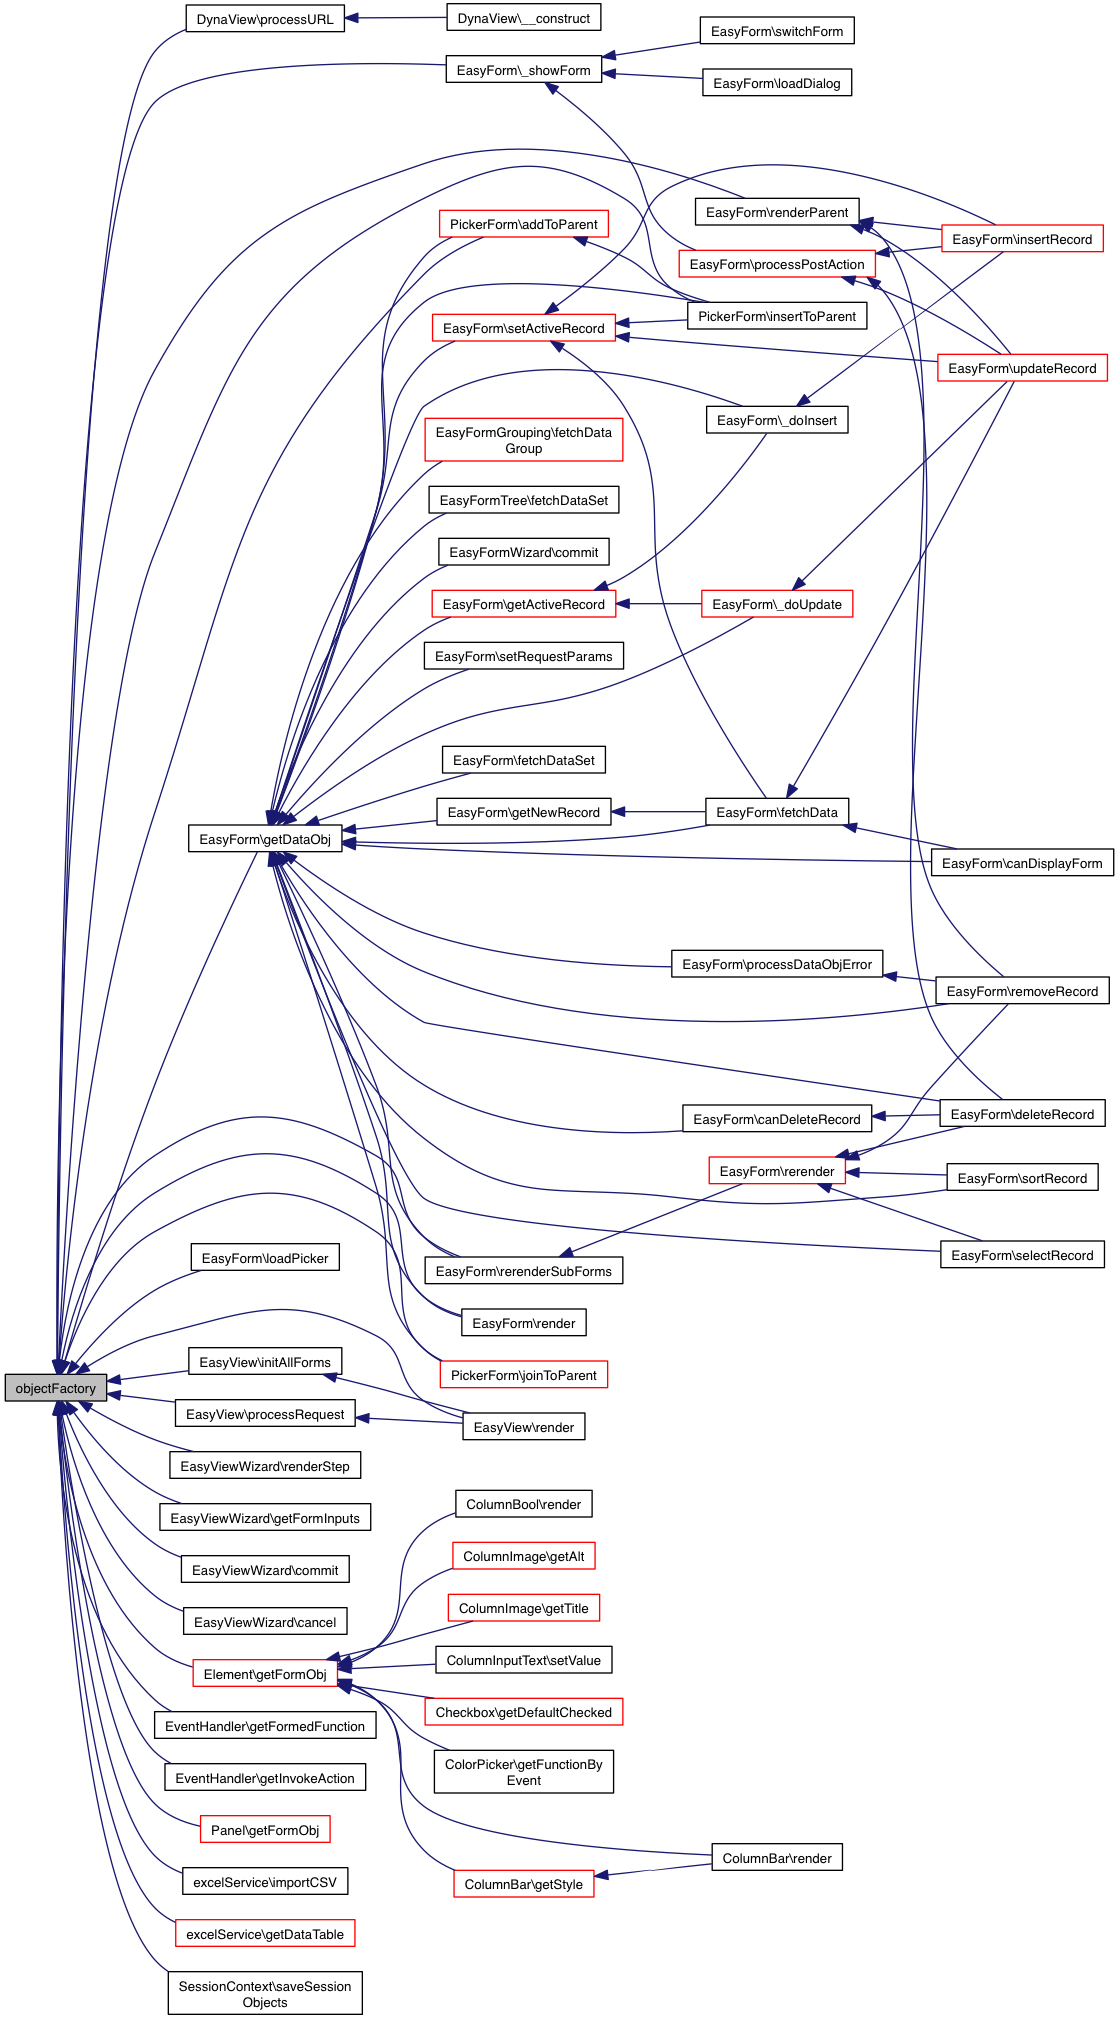 DynaView\processURL
DynaView\__construct
EasyForm\switchForm
EasyForm\_showForm
EasyForm\loadDialog
EasyForm\renderParent
PickerForm\addToParent
EasyForm\insertRecord
EasyForm\processPostAction
PickerForm\insertToParent
EasyForm\setActiveRecord
EasyForm\updateRecord
EasyForm\_doInsert
EasyFormGrouping\fetchData
Group
EasyFormTree\fetchDataSet
EasyFormWizard\commit
EasyForm\getActiveRecord
EasyForm\_doUpdate
EasyForm\setRequestParams
EasyForm\fetchDataSet
EasyForm\getNewRecord
EasyForm\fetchData
EasyForm\getDataObj
EasyForm\canDisplayForm
EasyForm\processDataObjError
EasyForm\removeRecord
EasyForm\canDeleteRecord
EasyForm\deleteRecord
EasyForm\rerender
EasyForm\sortRecord
EasyForm\loadPicker
EasyForm\rerenderSubForms
EasyForm\selectRecord
EasyForm\render
EasyView\initAllForms
PickerForm\joinToParent
objectFactory
EasyView\processRequest
EasyView\render
EasyViewWizard\renderStep
ColumnBool\render
EasyViewWizard\getFormInputs
ColumnImage\getAlt
EasyViewWizard\commit
ColumnImage\getTitle
EasyViewWizard\cancel
ColumnInputText\setValue
Element\getFormObj
Checkbox\getDefaultChecked
EventHandler\getFormedFunction
ColorPicker\getFunctionBy
Event
EventHandler\getInvokeAction
Panel\getFormObj
ColumnBar\render
excelService\importCSV
ColumnBar\getStyle
excelService\getDataTable
SessionContext\saveSession
Objects